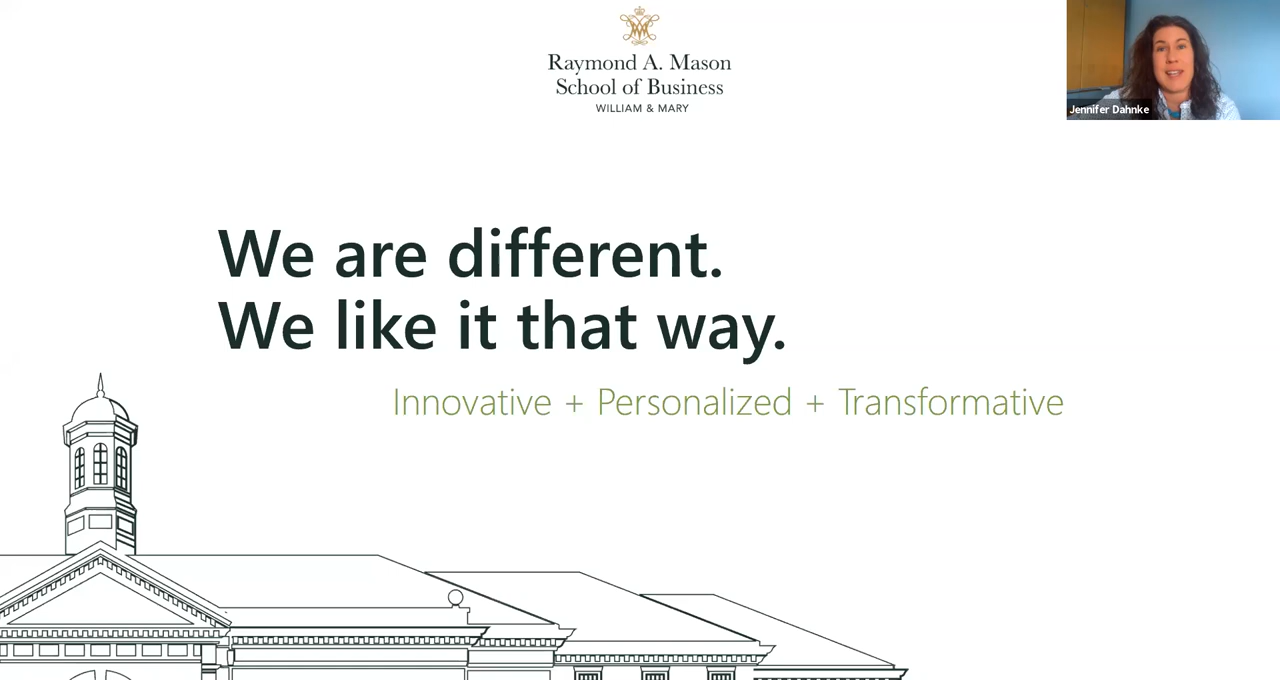 Raymond A. Mason
School of Business
WILLIAM & MARY
Jennifer Dahnke
We are different.
We like it that way.
Innovative + Personalized + Transformative